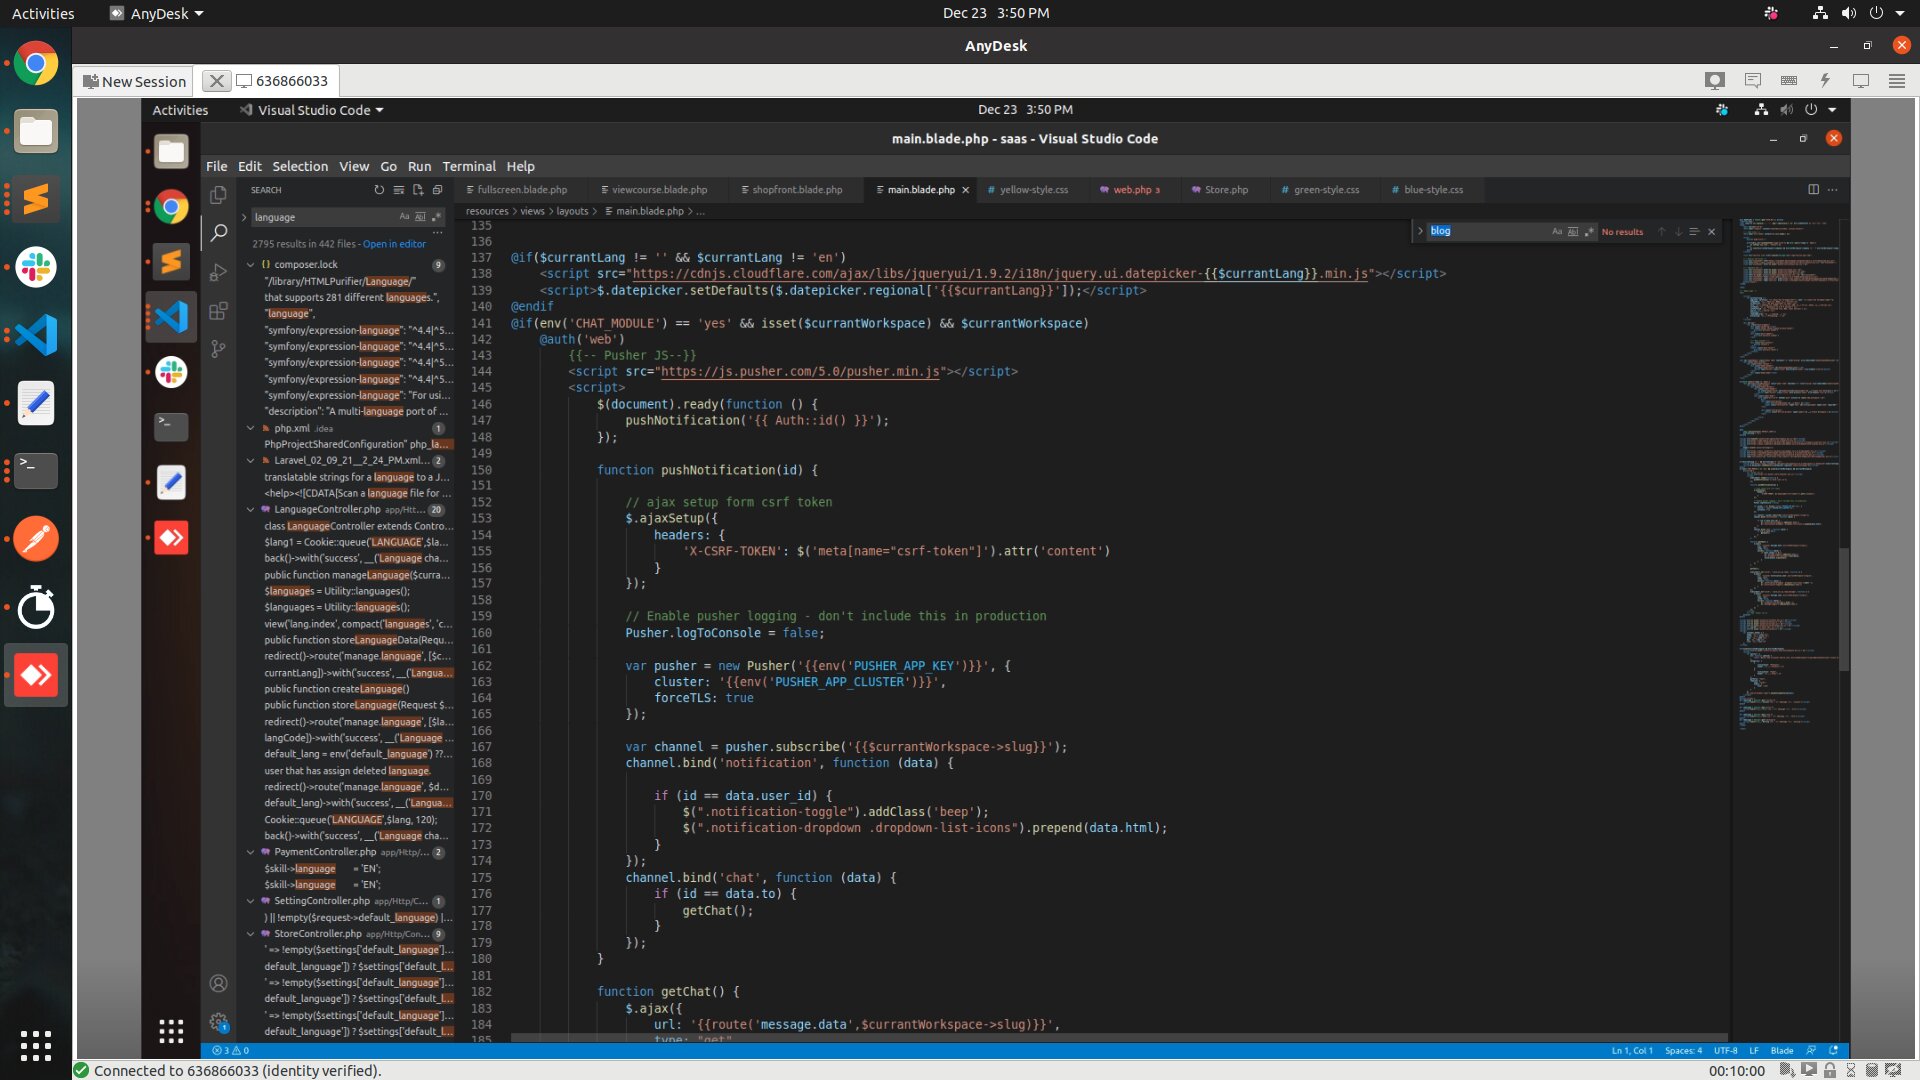 Activities
AnyDesk
Dec 23 3:50 PM
AnyDesk
New Session
636866033
Activities
Visual Studio Code
Dec 23 3:50 PM
main.blade.php - saas - Visual Studio Code
File Edit Selection View Go Run Terminal Help
SEARCH
fullscreen.blade.php
viewcourse.blade.php
shopfront.blade.php
main.blade.php
yellow-style.css
web.php 3
Store.php
green-style.css
blue-style.css
resources > views > layouts > main.blade.php > ...
language
2795 results in 442 files - Open in editor
composer.lock 9
"/library/HTMLPurifier/Language/"
that supports 281 different languages.",
"language",
"symfony/expression-language": "^4.4|^5...
"symfony/expression-language": "^4.4|^5...
"symfony/expression-language": "^4.4|^5...
"symfony/expression-language": "^4.4|^5...
"symfony/expression-language": "For usi...
"description": "A multi-language port of ...
php.xml .idea 1
PhpProjectSharedConfiguration" php_la...
Laravel_02_09_21__2_24_PM.xml... 2
translatable strings for a language to a J...
<help><![CDATA[Scan a language file for ...
LanguageController.php app/Htt... 20
class LanguageController extends Contro...
$lang1 = Cookie::queue('LANGUAGE',$la...
back()->with('success', __('Language cha...
public function manageLanguage($curra...
$languages = Utility::languages();
$languages = Utility::languages();
view('lang.index', compact('languages', 'c...
public function storeLanguageData(Requ...
redirect()->route('manage.language', [$c...
currantLang])->with('success', __('Langua...
public function createLanguage()
public function storeLanguage(Request $...
redirect()->route('manage.language', [$la...
langCode])->with('success', __('Language ...
default_lang = env('default_language') ??...
user that has assign deleted language.
redirect()->route('manage.language', $d...
default_lang)->with('success', __('Langua...
Cookie::queue('LANGUAGE',$lang, 120);
back()->with('success', __('Language cha...
PaymentController.php app/Http/... 2
$skill->language = 'EN';
$skill->language = 'EN';
SettingController.php app/Http/C... 1
) || !empty($request->default_language) |...
StoreController.php app/Http/Con... 9
' => !empty($settings['default_language']...
default_language']) ? $settings['default_l...
' => !empty($settings['default_language']...
default_language']) ? $settings['default_l...
' => !empty($settings['default_language']...
default_language']) ? $settings['default_l...
blog
No results
135
136
137 @if($currantLang != '' && $currantLang != 'en')
138 <script src="https://cdnjs.cloudflare.com/ajax/libs/jqueryui/1.9.2/i18n/jquery.ui.datepicker-{{$currantLang}}.min.js"></script>
139 <script>$.datepicker.setDefaults($.datepicker.regional['{{$currantLang}}']);</script>
140 @endif
141 @if(env('CHAT_MODULE') == 'yes' && isset($currantWorkspace) && $currantWorkspace)
142 @auth('web')
143 {{-- Pusher JS--}}
144 <script src="https://js.pusher.com/5.0/pusher.min.js"></script>
145 <script>
146 $(document).ready(function () {
147 pushNotification('{{ Auth::id() }}');
148 });
149
150 function pushNotification(id) {
151
152 // ajax setup form csrf token
153 $.ajaxSetup({
154 headers: {
155 'X-CSRF-TOKEN': $('meta[name="csrf-token"]').attr('content')
156 }
157 });
158
159 // Enable pusher logging - don't include this in production
160 Pusher.logToConsole = false;
161
162 var pusher = new Pusher('{{env('PUSHER_APP_KEY')}}', {
163 cluster: '{{env('PUSHER_APP_CLUSTER')}}',
164 forceTLS: true
165 });
166
167 var channel = pusher.subscribe('{{$currantWorkspace->slug}}');
168 channel.bind('notification', function (data) {
169
170 if (id == data.user_id) {
171 $(".notification-toggle").addClass('beep');
172 $(".notification-dropdown .dropdown-list-icons").prepend(data.html);
173 }
174 });
175 channel.bind('chat', function (data) {
176 if (id == data.to) {
177 getChat();
178 }
179 });
180 }
181
182 function getChat() {
183 $.ajax({
184 url: '{{route('message.data',$currantWorkspace->slug)}}',
185 type: "get"
3 0
Ln 1, Col 1 Spaces: 4 UTF-8 LF Blade
Connected to 636866033 (identity verified).
00:10:00